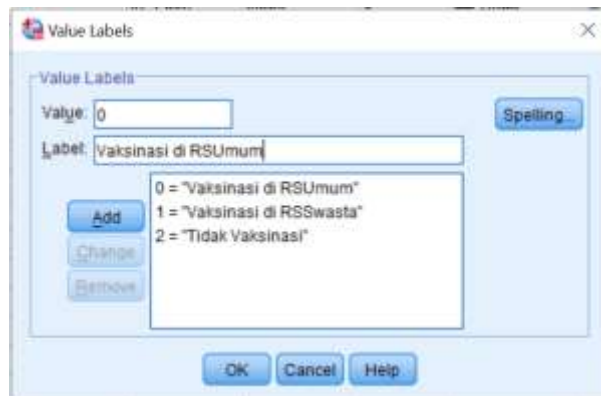 Value Labels
Value Labels
Value: 0
Spelling...
Label: Vaksinasi di RSUmum
0 = "Vaksinasi di RSUmum"
1 = "Vaksinasi di RSSwasta"
2 = "Tidak Vaksinasi"
Add
Change
Remove
OK Cancel Help